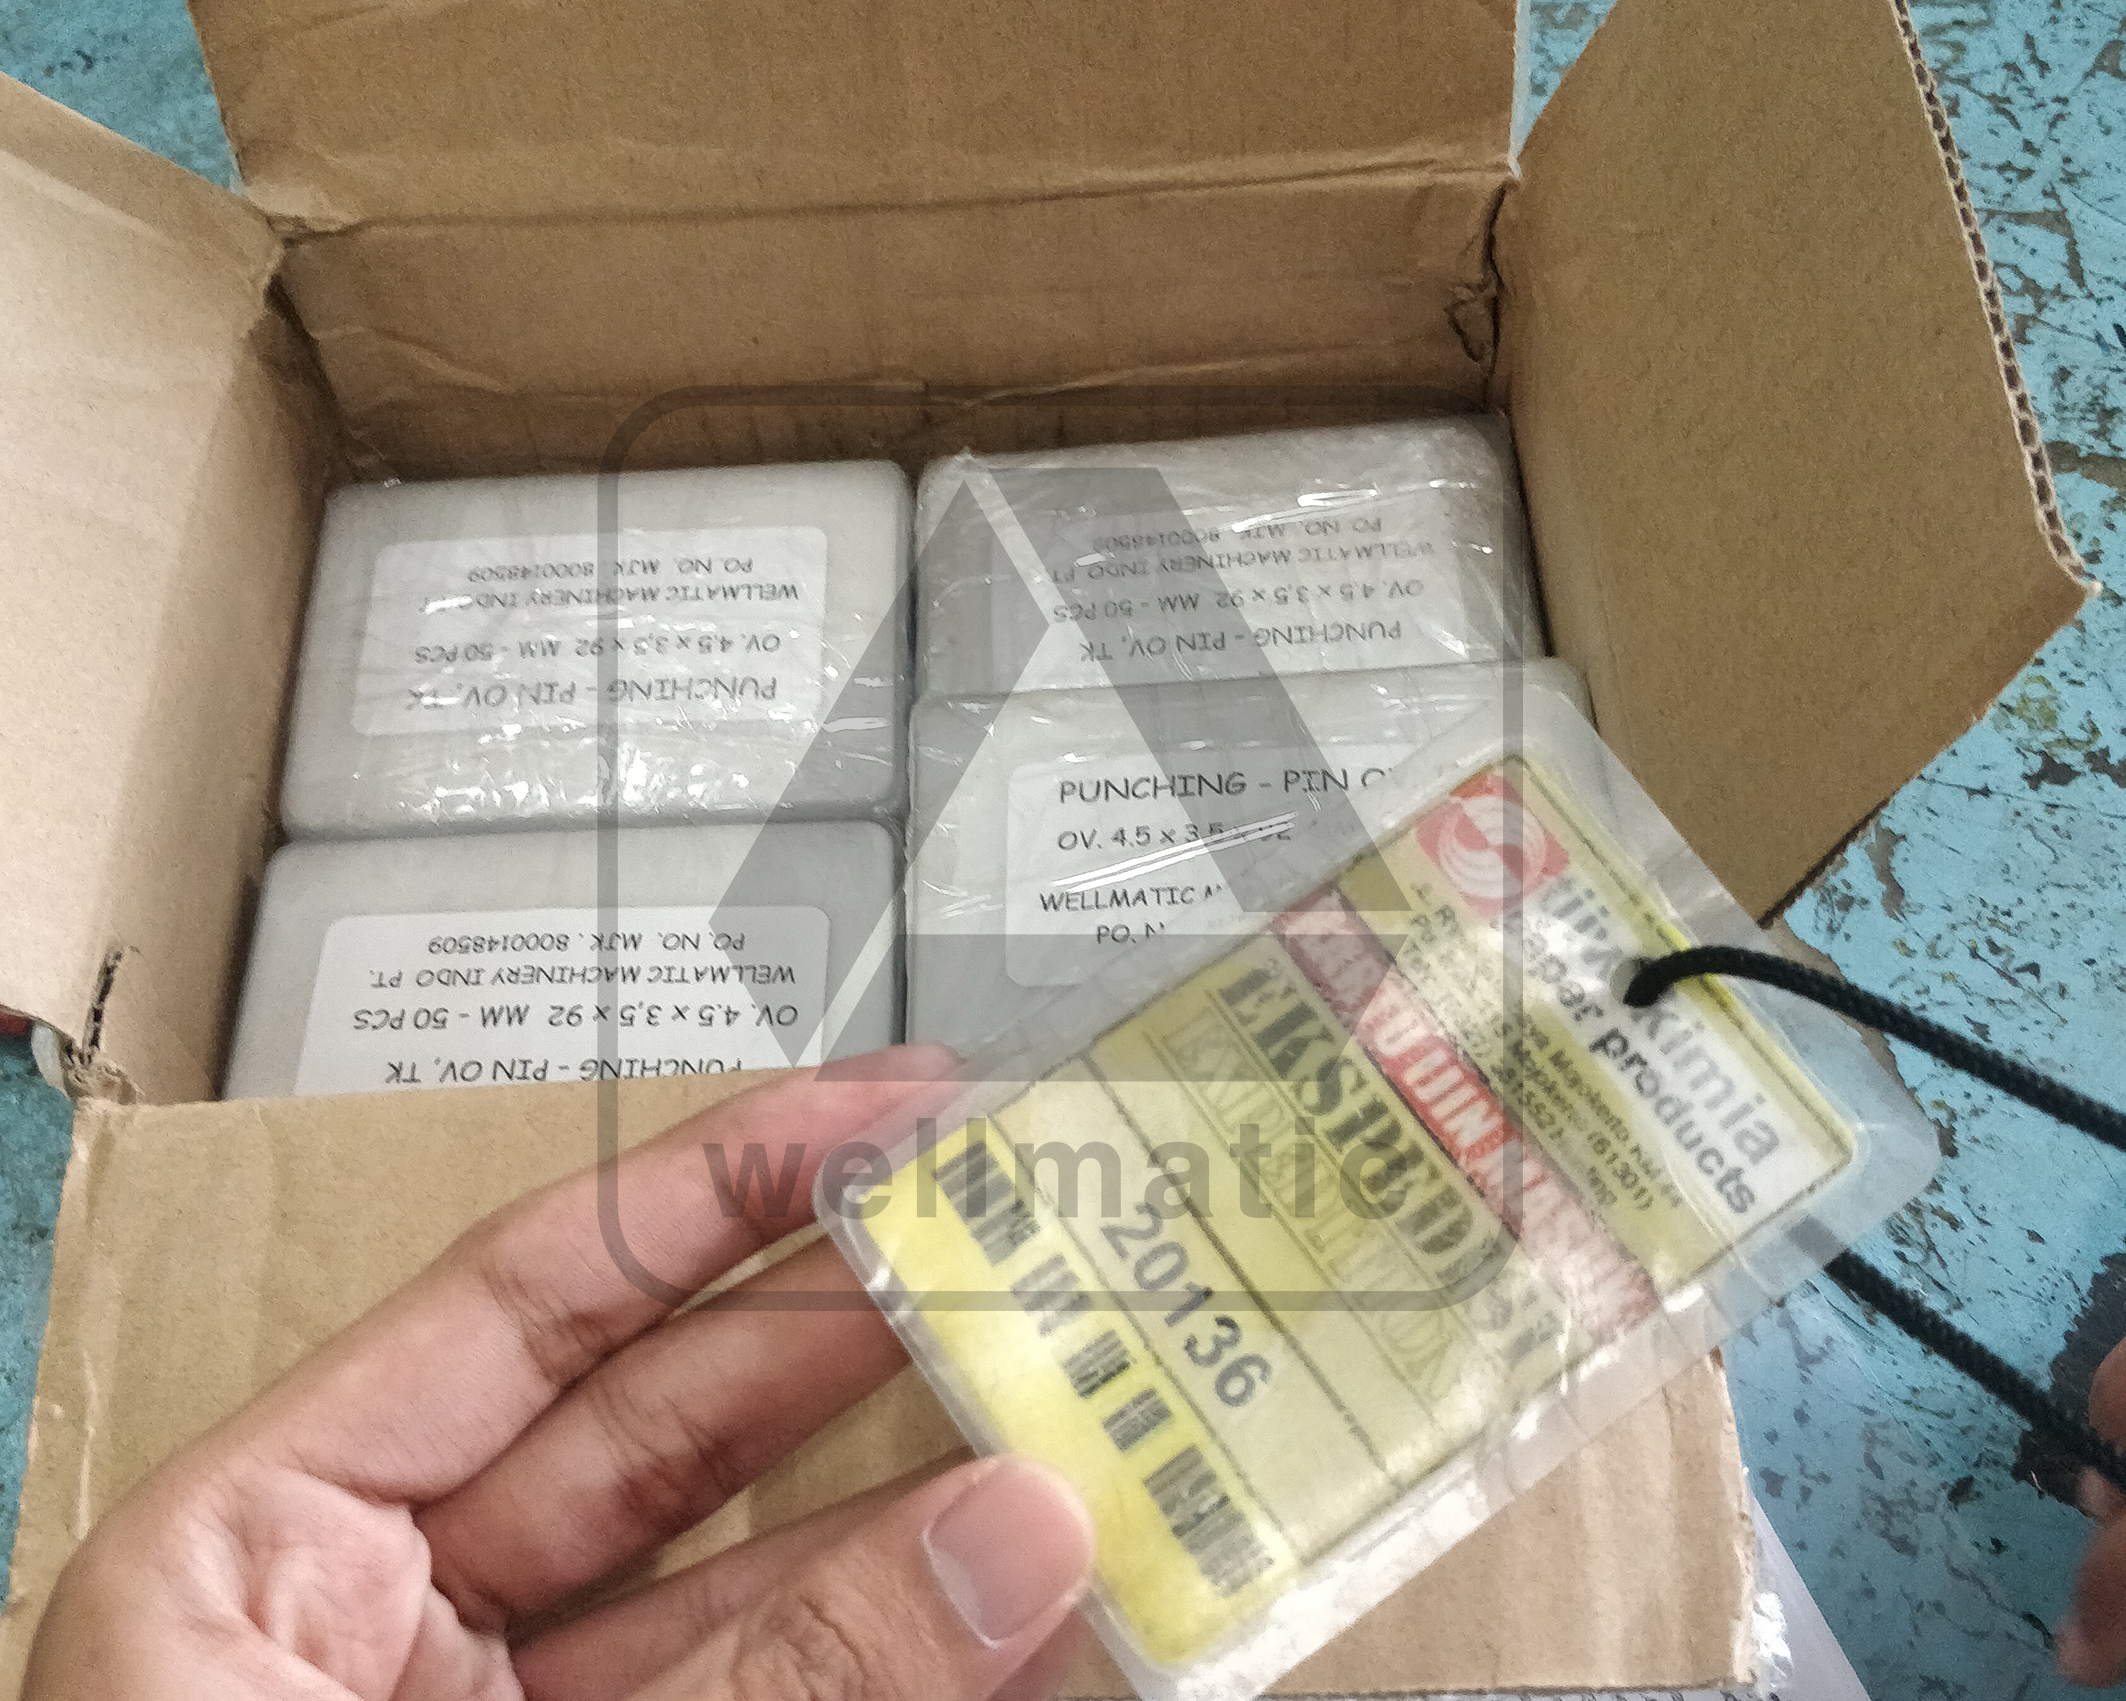 PO. NO. MJK. 8000148509
WELLMATIC MACHINERY INDO PT
OV. 4.5 x 3,5 x 92 MM - 50 PCS
PUNCHING - PIN OV, TK
PO. NO. MJK. 8000148509
WELLMATIC MACHINERY INDO PT
OV. 4.5 x 3,5 x 92 MM - 50 PCS
PUNCHING - PIN OV, TK
PUNCHING - PIN
OV. 4.5 x 3,5 x
WELLMATIC
PO.
PO. NO. MJK. 8000148509
WELLMATIC MACHINERY INDO PT.
OV. 4.5 x 3,5 x 92 MM - 50 PCS
PUNCHING - PIN OV, TK
kimia
paper products
(61301)
EKSPEDISI
EXPEDITION
20136
wellmatic